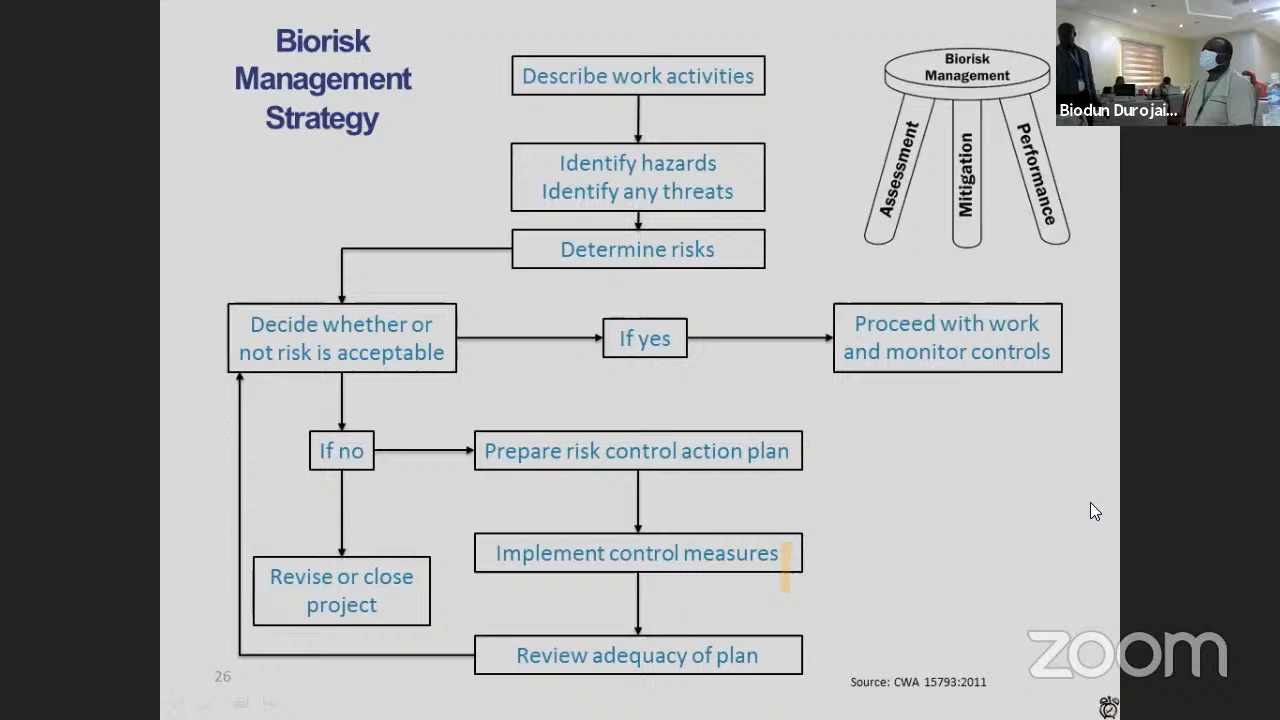 Biorisk
Management
Strategy
Describe work activities
Identify hazards
Identify any threats
Determine risks
Decide whether or
not risk is acceptable
If yes
Proceed with work
and monitor controls
If no
Prepare risk control action plan
Implement control measures
Revise or close
project
Review adequacy of plan
26
Source: CWA 15793:2011
Biorisk
Management
Assessment
Mitigation
Performance
Biodun Durojai...
zoom